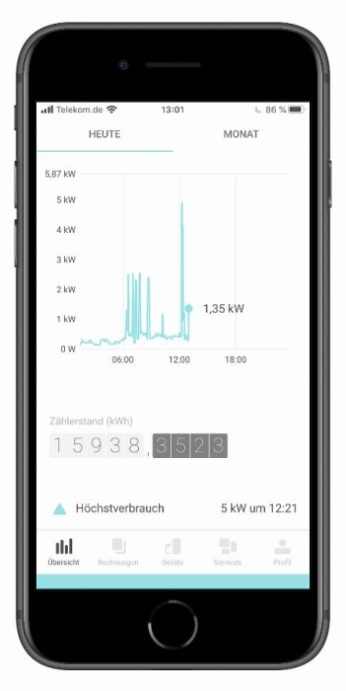 Telekom.de 13:01 86 %
HEUTE MONAT
5,87 kW
5 kW
4 kW
3 kW
2 kW
1,35 kW
1 kW
0 W
06:00 12:00 18:00
Zählerstand (kWh)
15938,3523
Höchstverbrauch 5 kW um 12:21
Übersicht Rechnungen Geräte Services Profil